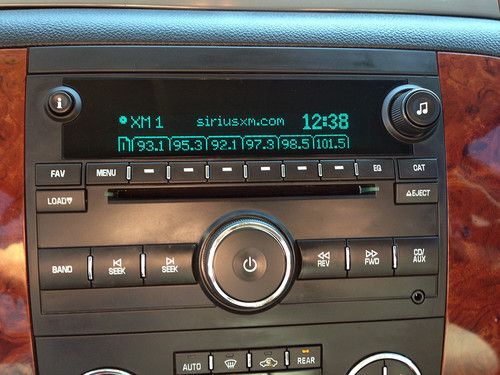 XM 1 siriusxm.com 12:38
93.1 95.3 92.1 97.3 98.5 101.5
FAV MENU EQ CAT
LOAD EJECT
BAND SEEK SEEK REV FWD CD/AUX
AUTO REAR